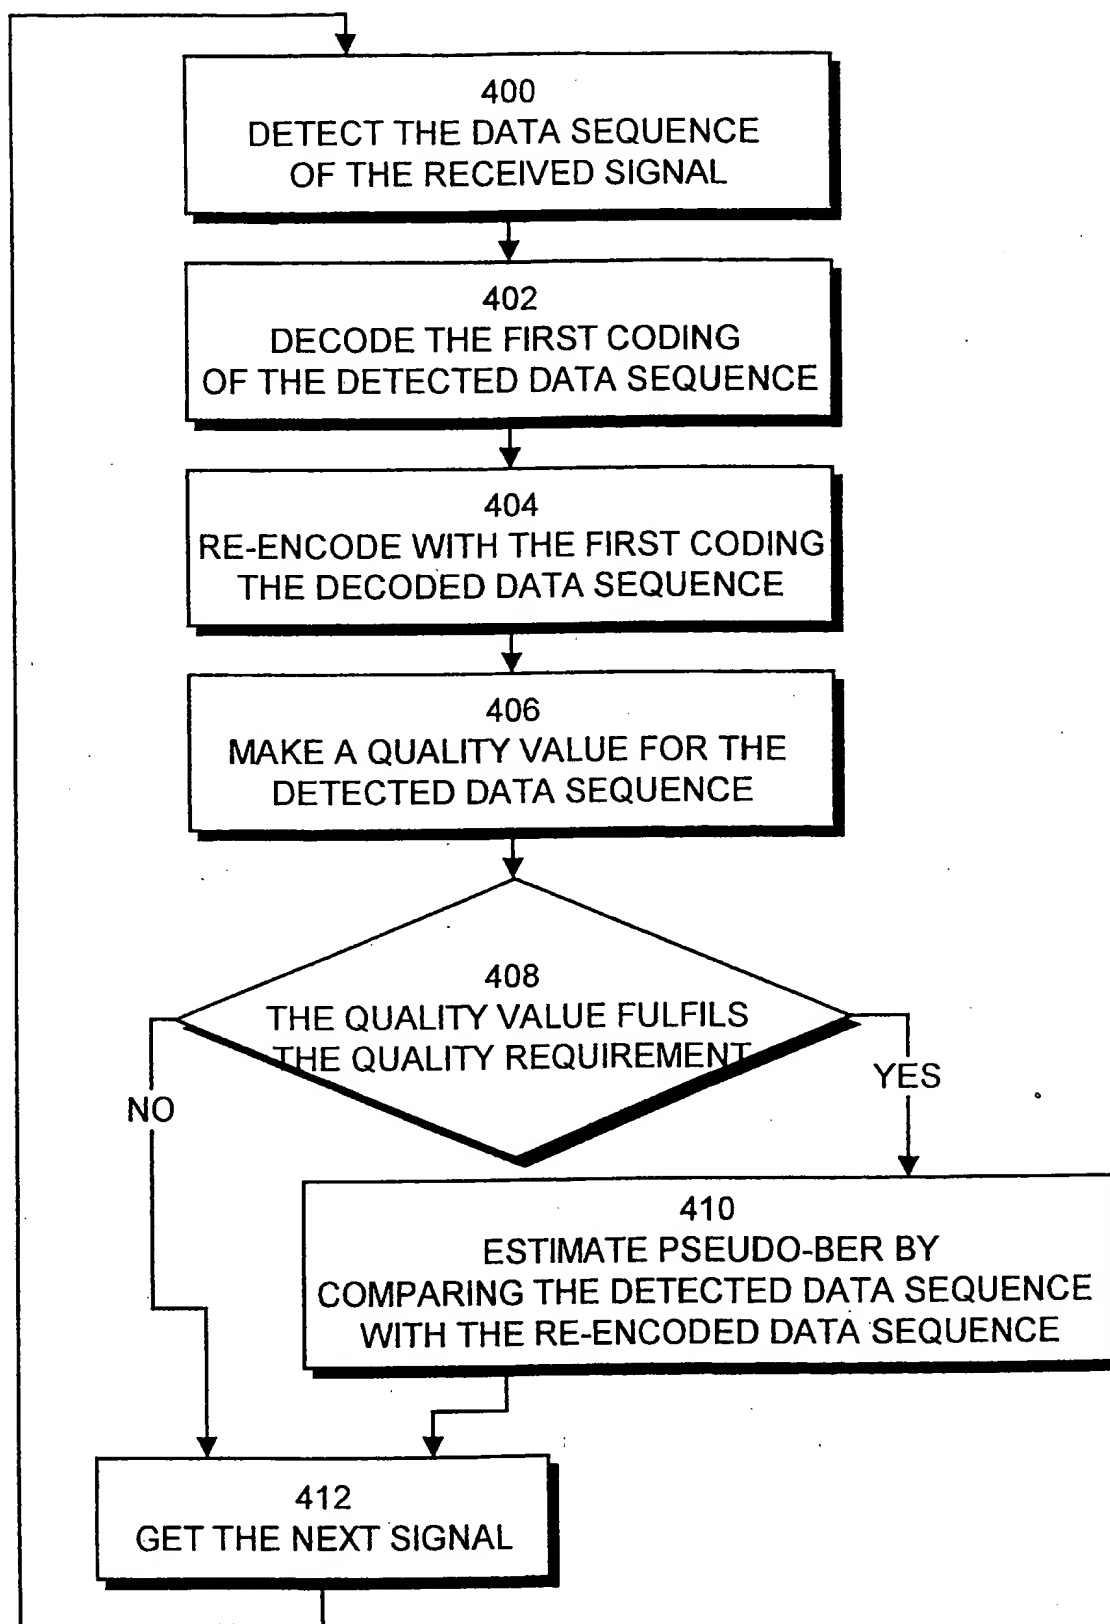 400
DETECT THE DATA SEQUENCE
OF THE RECEIVED SIGNAL
402
DECODE THE FIRST CODING
OF THE DETECTED DATA SEQUENCE
404
RE-ENCODE WITH THE FIRST CODING
THE DECODED DATA SEQUENCE
406
MAKE A QUALITY VALUE FOR THE
DETECTED DATA SEQUENCE
408
THE QUALITY VALUE FULFILS
THE QUALITY REQUIREMENT
YES
NO
410
ESTIMATE PSEUDO-BER BY
COMPARING THE DETECTED DATA SEQUENCE
WITH THE RE-ENCODED DATA SEQUENCE
412
GET THE NEXT SIGNAL